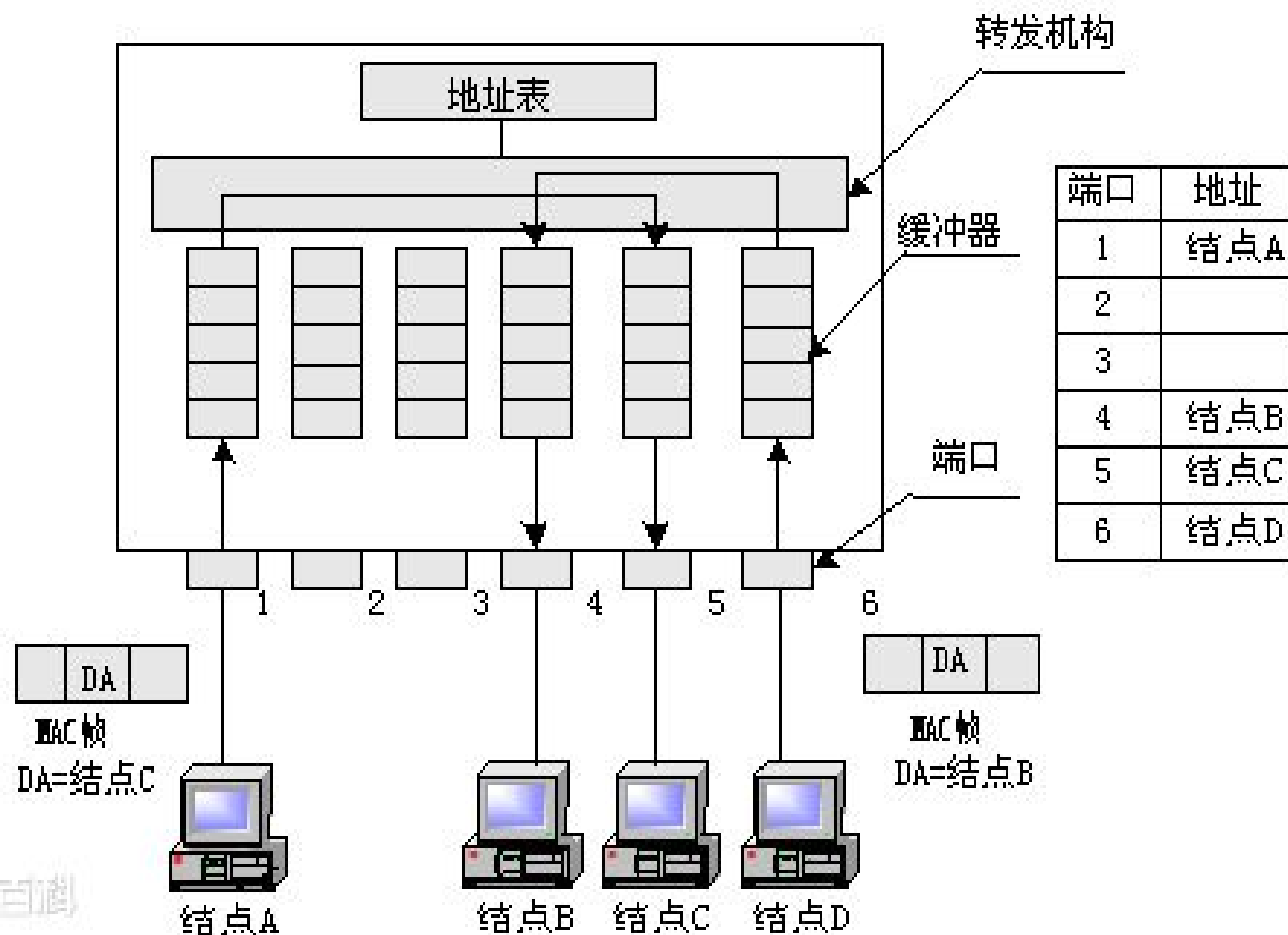 转发机构
地址表
缓冲器
端口
端口 地址
1 结点A
2
3
4 结点B
5 结点C
6 结点D
1 2 3 4 5 6
DA
MAC帧
DA=结点C
DA
MAC帧
DA=结点B
结点A 结点B 结点C 结点D
百科